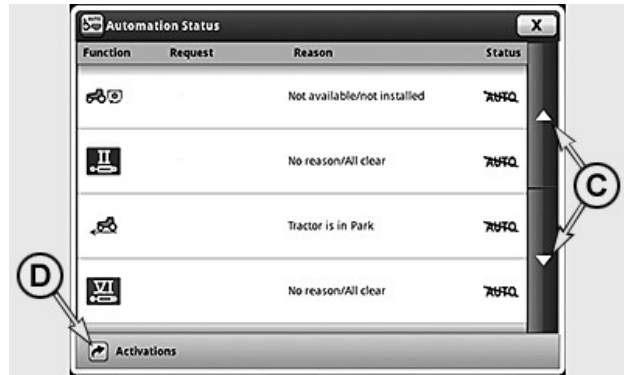 AUTO Automation Status X
Function Request Reason Status
Not available/not installed AUTO
II No reason/All clear AUTO
Tractor is in Park AUTO
VI No reason/All clear AUTO
C
D
Activations